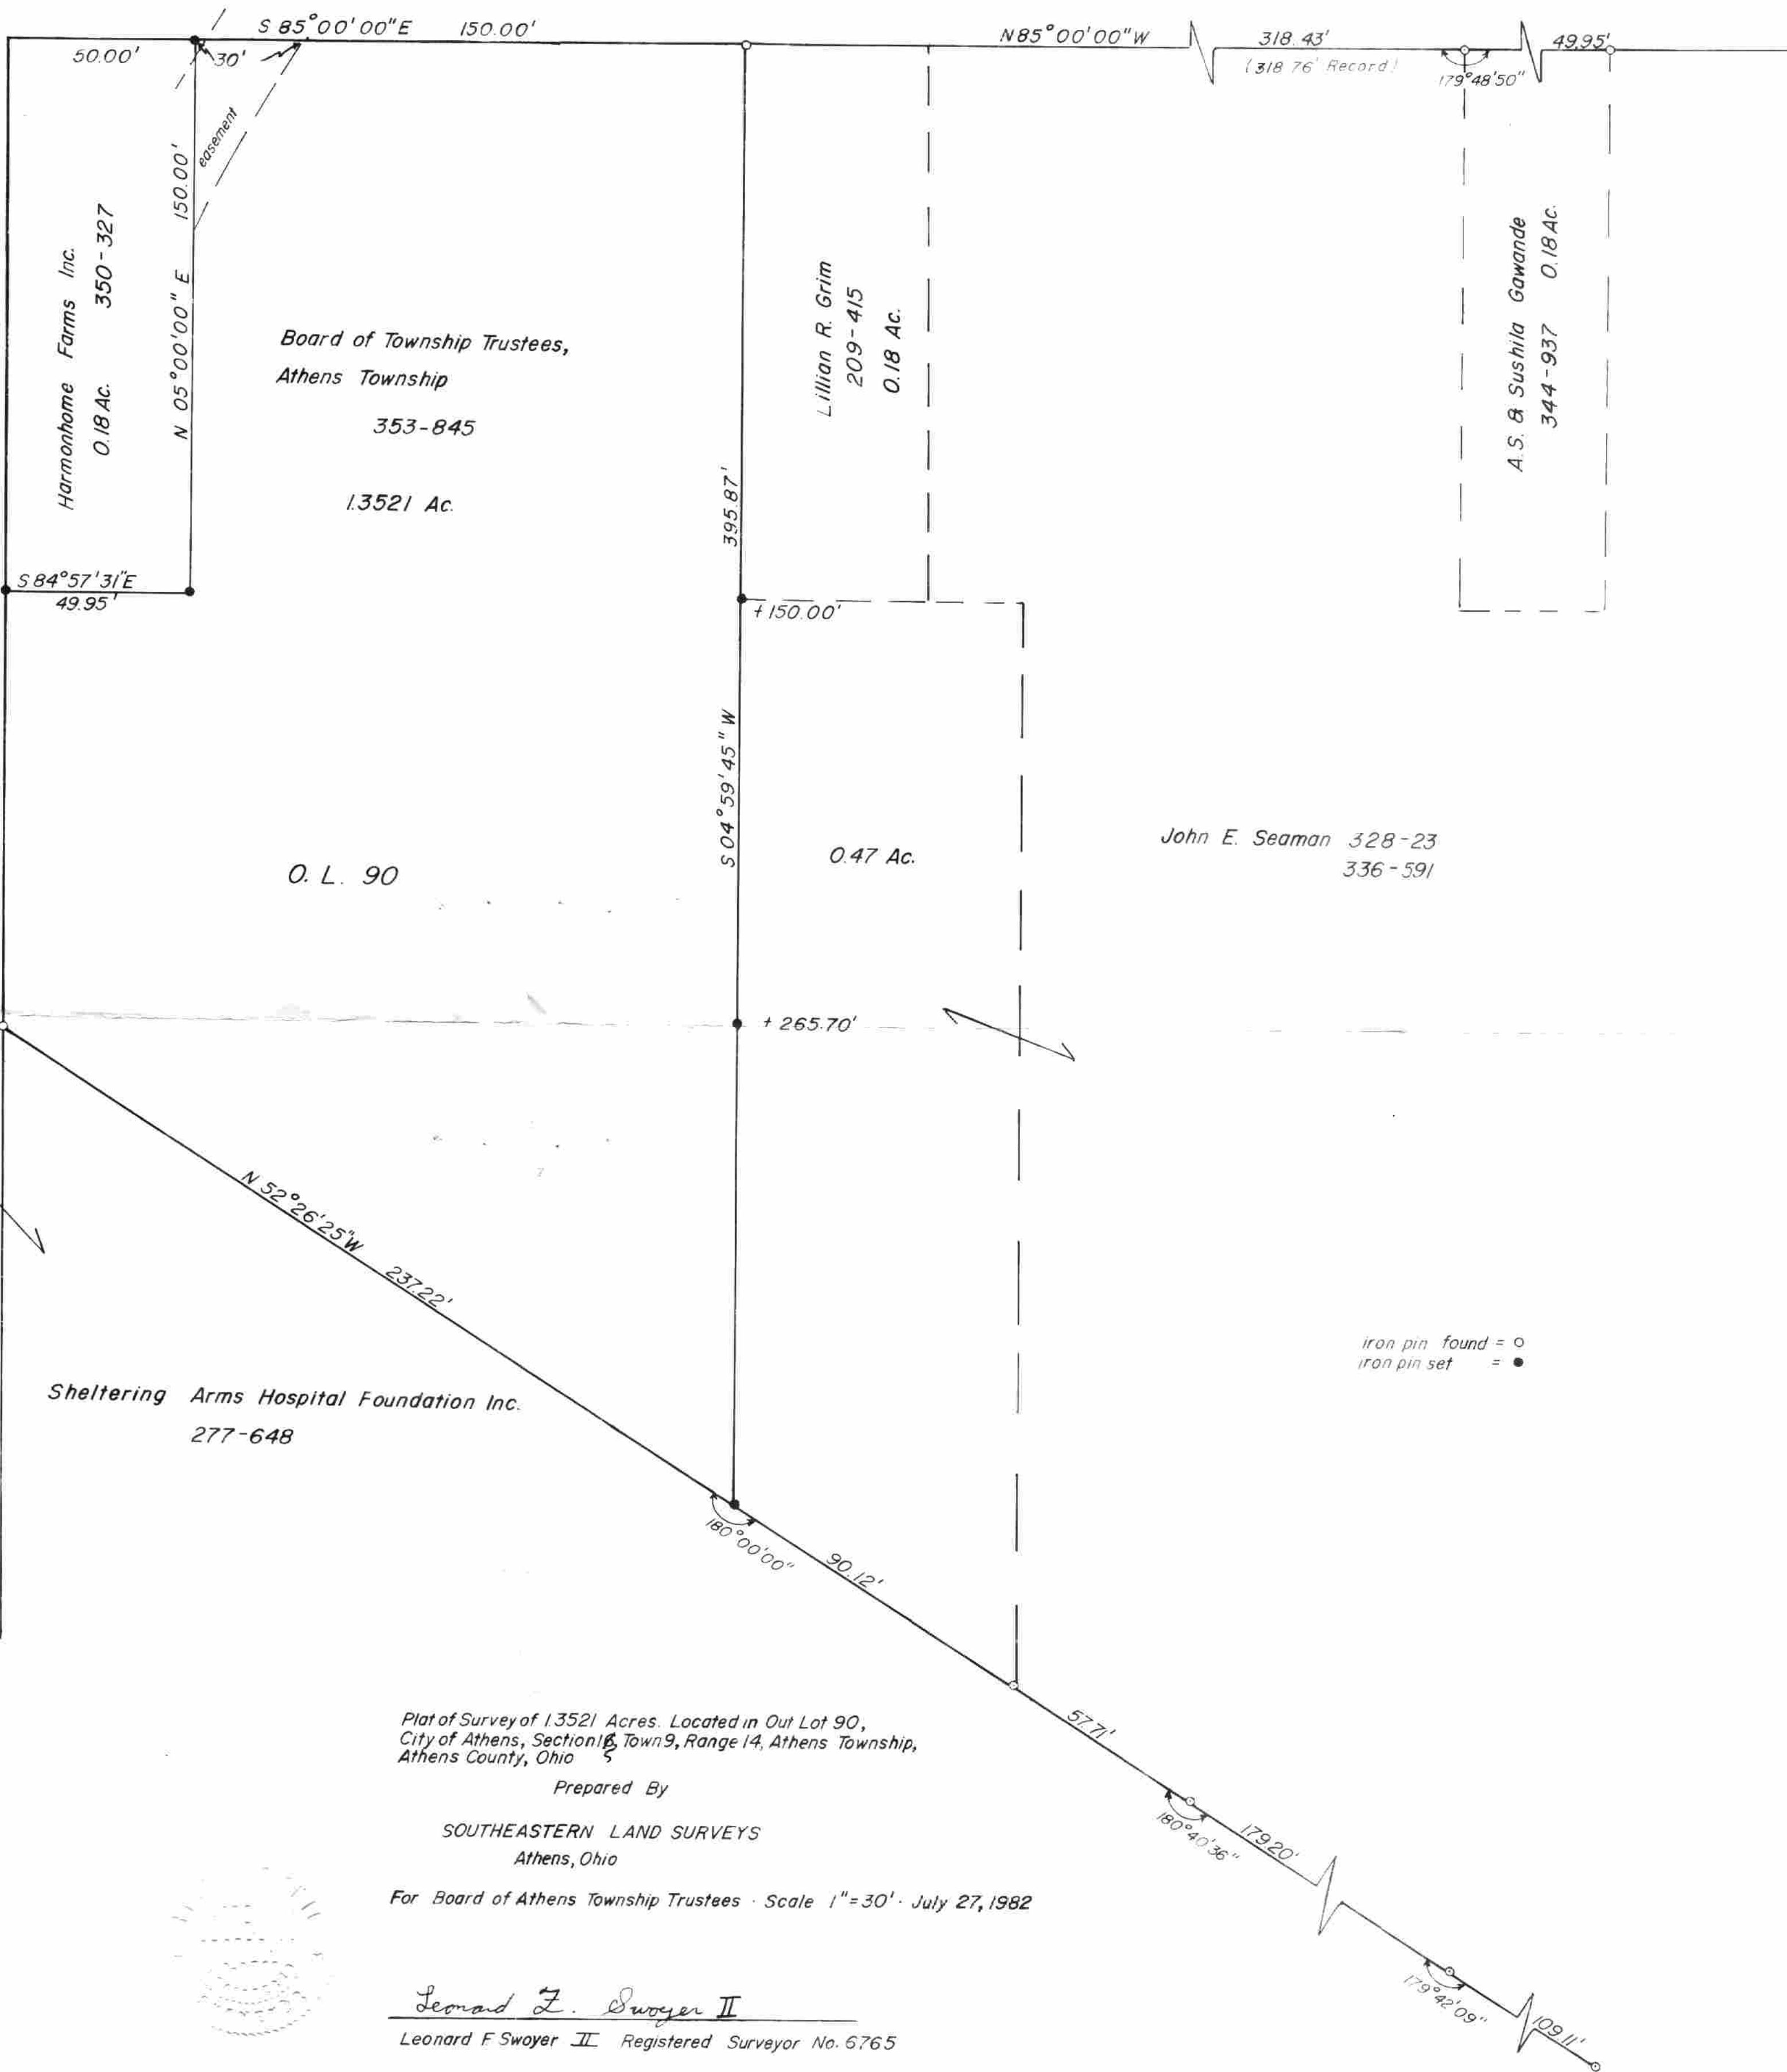 S 85°00'00"E 150.00'
N85°00'00"W
318.43'
(318.76' Record)
49.95'
50.00'
30'
179°48'50"
easement
N 05°00'00" E 150.00'
Harmonhome Farms Inc.
0.18 Ac. 350-327
Board of Township Trustees,
Athens Township
353-845
1.3521 Ac.
Lillian R. Grim
209-415
0.18 Ac.
A.S. & Sushila Gawande
344-937 0.18 Ac.
395.87'
S 84°57'31"E
49.95'
+150.00'
S 04°59'45" W
O. L. 90
0.47 Ac.
John E. Seaman 328-23
336-591
+ 265.70'
N 52°26'25"W 237.22'
iron pin found = o
iron pin set = ●
Sheltering Arms Hospital Foundation Inc.
277-648
180°00'00"
90.12'
57.71'
180°40'36"
179.20'
179°42'09"
109.11'
Plat of Survey of 1.3521 Acres. Located in Out Lot 90,
City of Athens, Section Town 9, Range 14, Athens Township,
Athens County, Ohio
Prepared By
SOUTHEASTERN LAND SURVEYS
Athens, Ohio
For Board of Athens Township Trustees · Scale 1"=30' · July 27, 1982
Leonard F. Swoyer II
Leonard F Swoyer II Registered Surveyor No. 6765